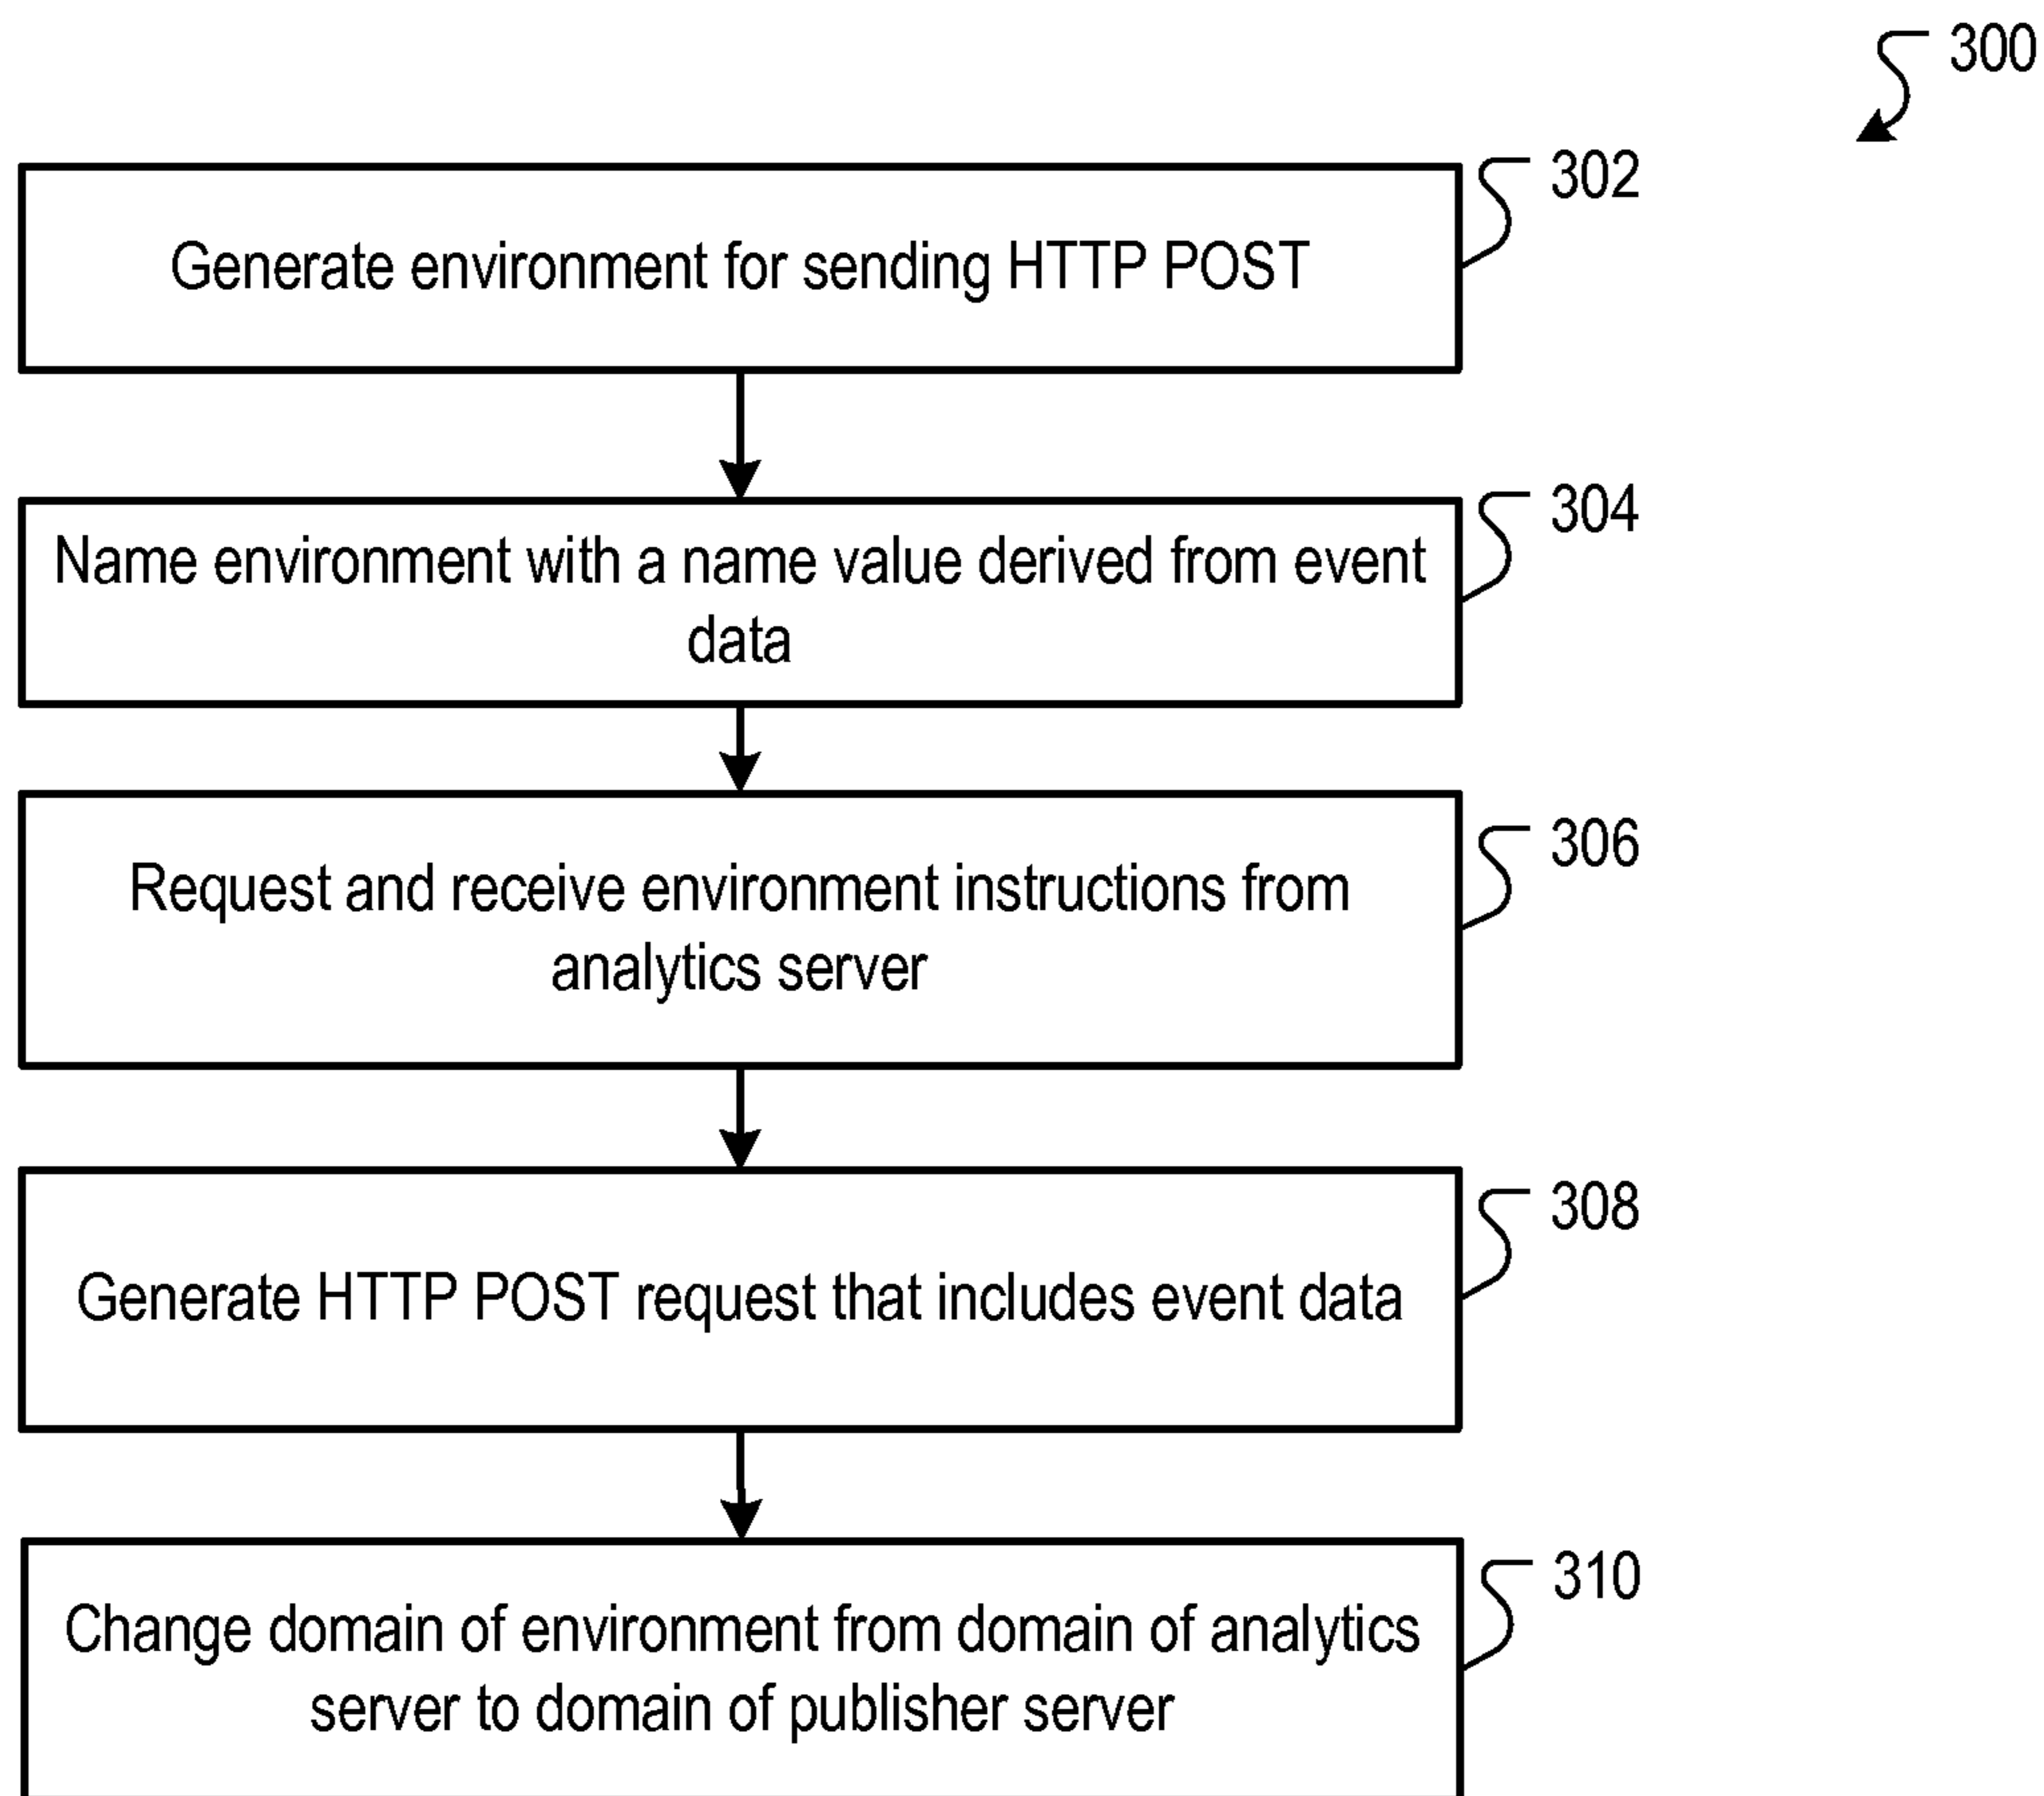 300
302
Generate environment for sending HTTP POST
304
Name environment with a name value derived from event
data
306
Request and receive environment instructions from
analytics server
308
Generate HTTP POST request that includes event data
310
Change domain of environment from domain of analytics
server to domain of publisher server